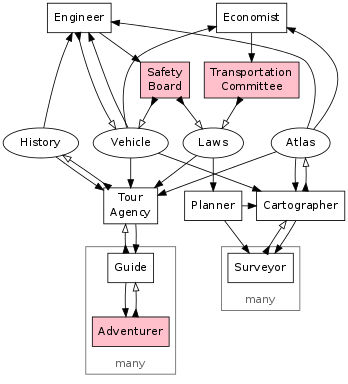 Engineer
Economist
Safety
Board
Transportation
Committee
History
Vehicle
Laws
Atlas
Tour
Agency
Planner
Cartographer
Guide
Surveyor
many
Adventurer
many